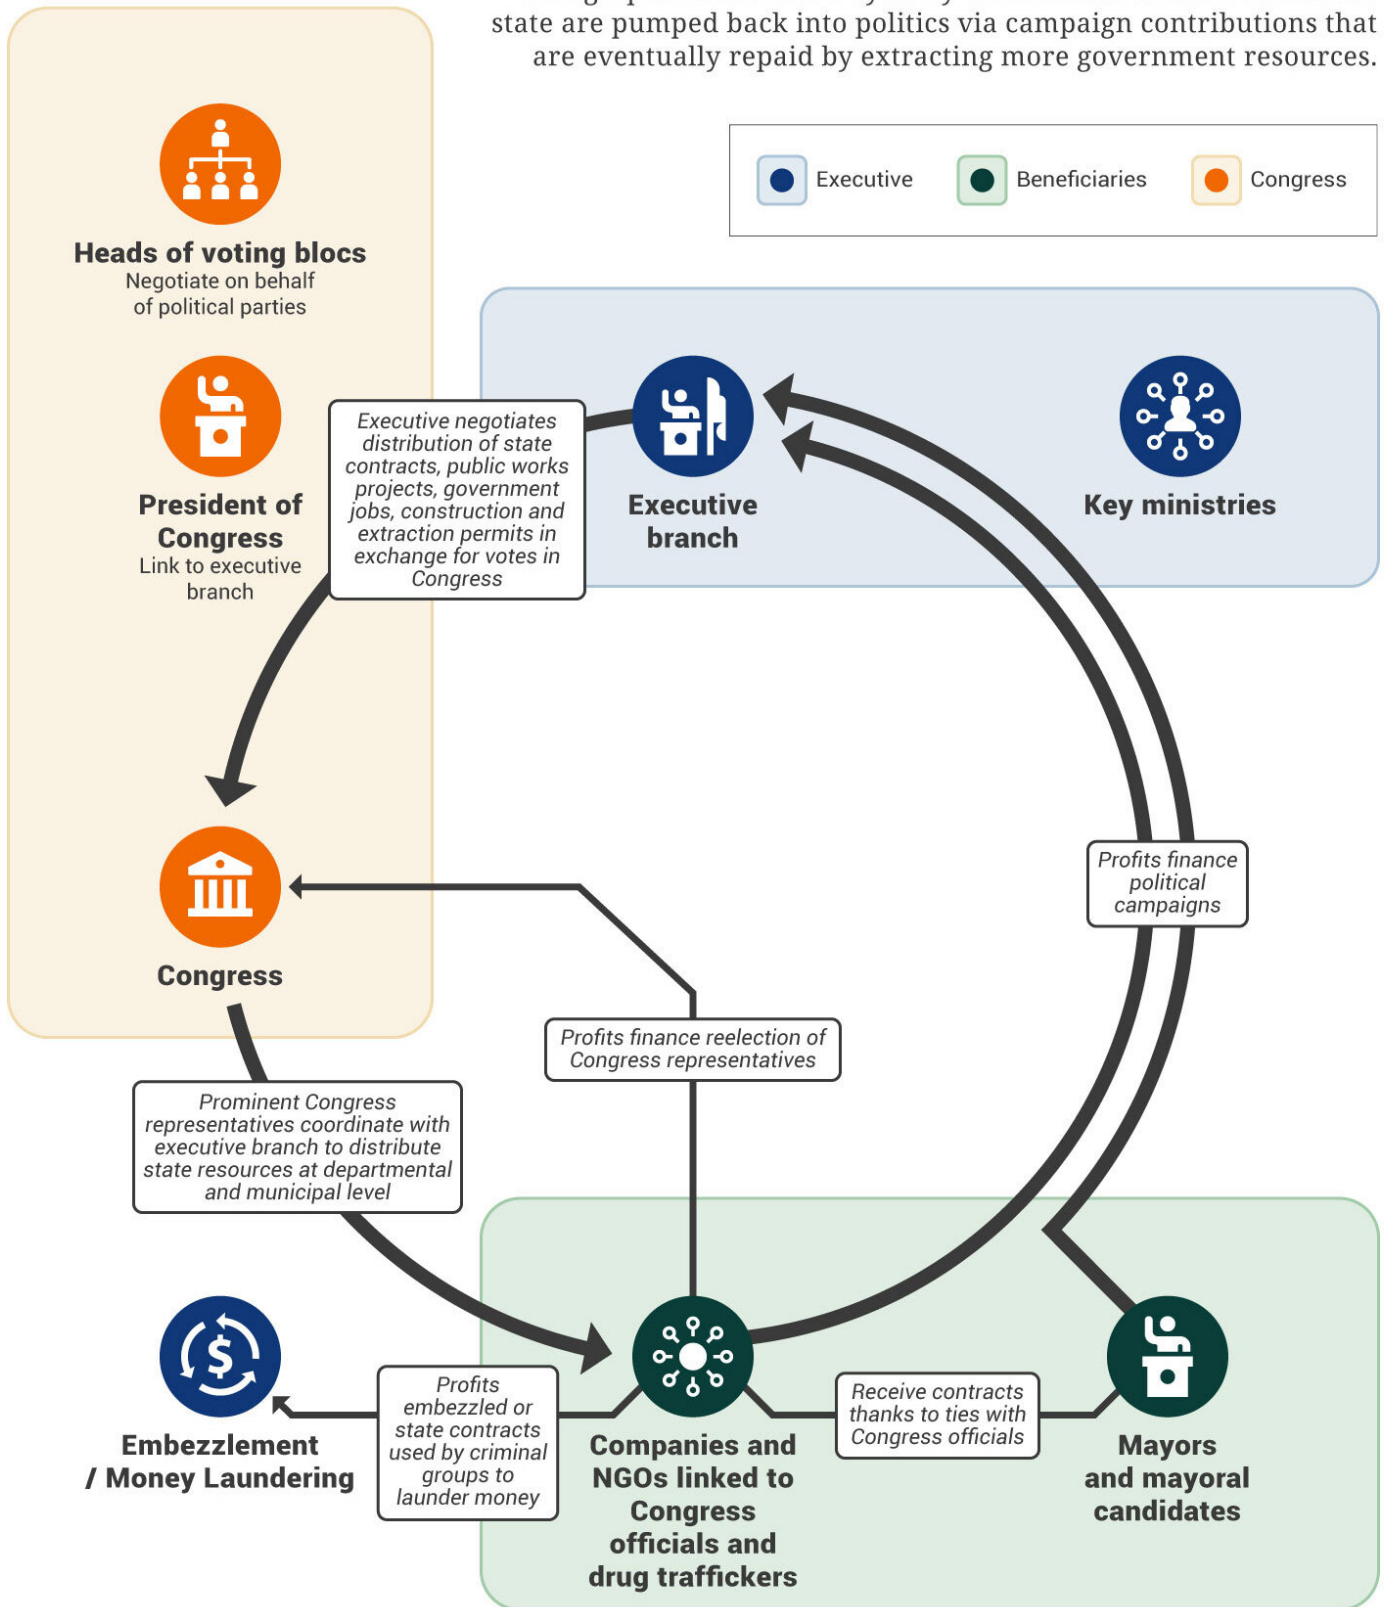 state are pumped back into politics via campaign contributions that
are eventually repaid by extracting more government resources.
Executive
Beneficiaries
Congress
Heads of voting blocs
Negotiate on behalf
of political parties
President of
Congress
Link to executive
branch
Executive negotiates
distribution of state
contracts, public works
projects, government
jobs, construction and
extraction permits in
exchange for votes in
Congress
Executive
branch
Key ministries
Profits finance
political
campaigns
Congress
Profits finance reelection of
Congress representatives
Prominent Congress
representatives coordinate with
executive branch to distribute
state resources at departmental
and municipal level
$
Embezzlement
/ Money Laundering
Profits
embezzled or
state contracts
used by criminal
groups to
launder money
Companies and
NGOs linked to
Congress
officials and
drug traffickers
Receive contracts
thanks to ties with
Congress officials
Mayors
and mayoral
candidates